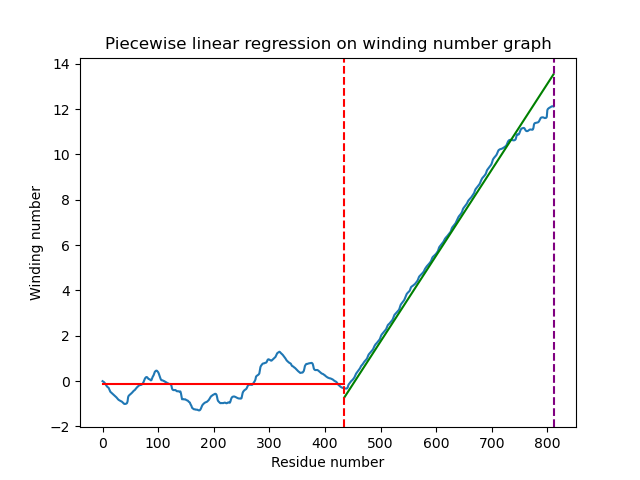 Piecewise linear regression on winding number graph
14
12
10
8
6
4
2
0
−2
Winding number
0 100 200 300 400 500 600 700 800
Residue number